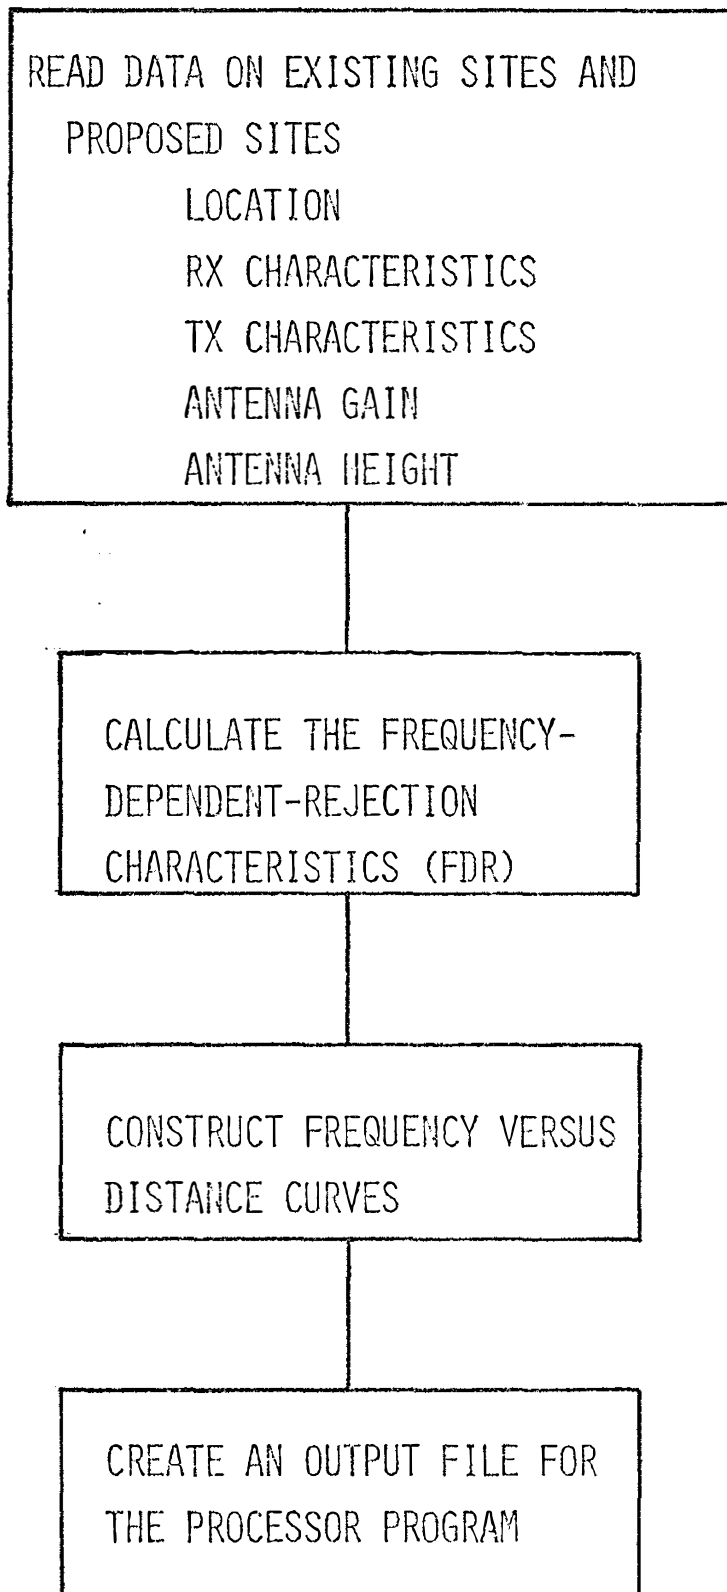 READ DATA ON EXISTING SITES AND
PROPOSED SITES
LOCATION
RX CHARACTERISTICS
TX CHARACTERISTICS
ANTENNA GAIN
ANTENNA HEIGHT
CALCULATE THE FREQUENCY-
DEPENDENT-REJECTION
CHARACTERISTICS (FDR)
CONSTRUCT FREQUENCY VERSUS
DISTANCE CURVES
CREATE AN OUTPUT FILE FOR
THE PROCESSOR PROGRAM